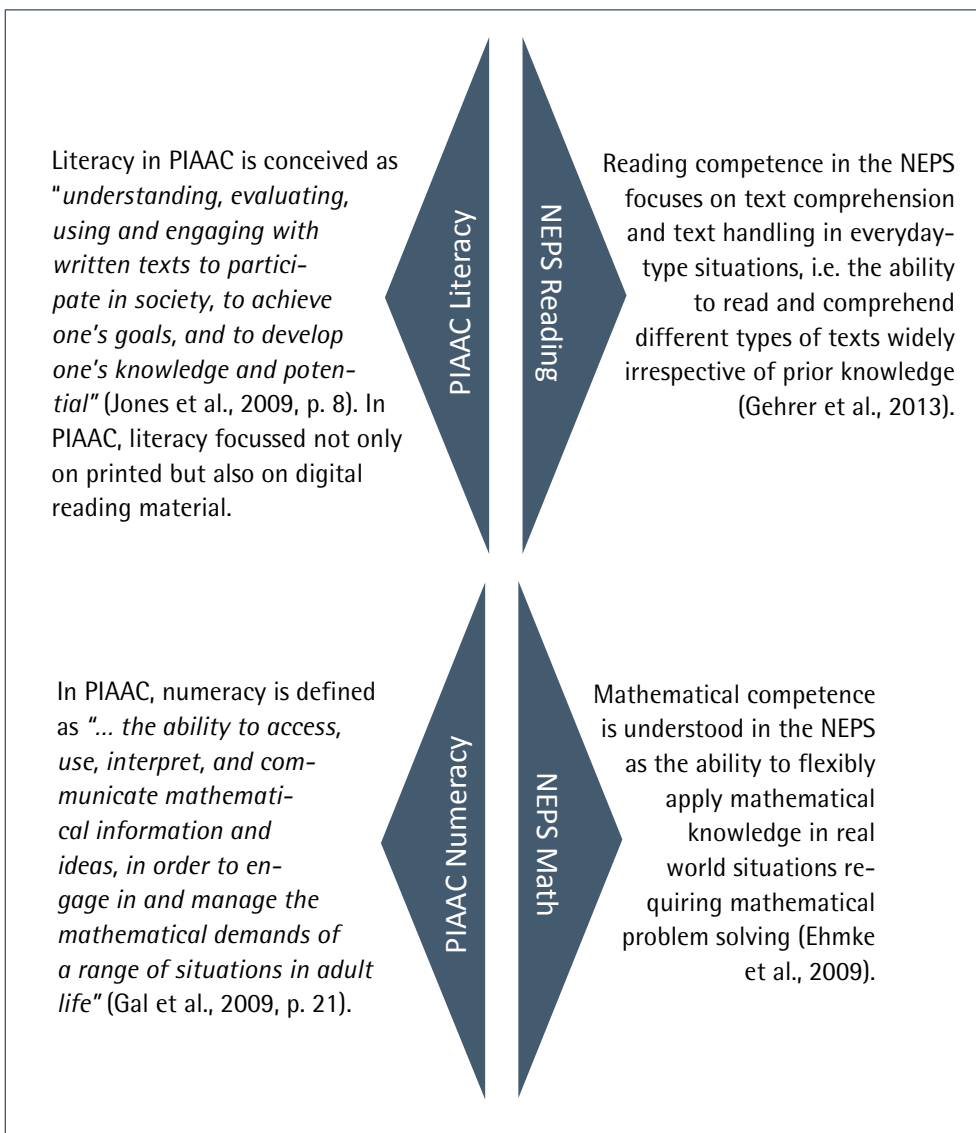 Literacy in PIAAC is conceived as
"understanding, evaluating,
using and engaging with
written texts to partici-
pate in society, to achieve
one's goals, and to develop
one's knowledge and poten-
tial" (Jones et al., 2009, p. 8). In
PIAAC, literacy focussed not only
on printed but also on digital
reading material.
PIAAC Literacy
NEPS Reading
Reading competence in the NEPS
focuses on text comprehension
and text handling in everyday-
type situations, i.e. the ability
to read and comprehend
different types of texts widely
irrespective of prior knowledge
(Gehrer et al., 2013).
In PIAAC, numeracy is defined
as "... the ability to access,
use, interpret, and com-
municate mathemati-
cal information and
ideas, in order to en-
gage in and manage the
mathematical demands of
a range of situations in adult
life" (Gal et al., 2009, p. 21).
PIAAC Numeracy
NEPS Math
Mathematical competence
is understood in the NEPS
as the ability to flexibly
apply mathematical
knowledge in real
world situations re-
quiring mathematical
problem solving (Ehmke
et al., 2009).